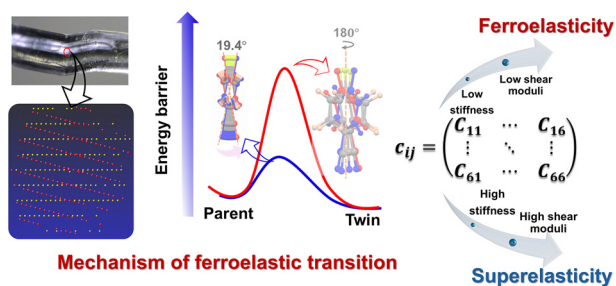 19.4°
180°
Energy barrier
Parent
Twin
Mechanism of ferroelastic transition
Ferroelasticity
Low shear
moduli
Low
stiffness
c_ij = ( C_11 ⋯ C_16
⋮ ⋱ ⋮
C_61 ⋯ C_66 )
High
stiffness
High shear
moduli
Superelasticity